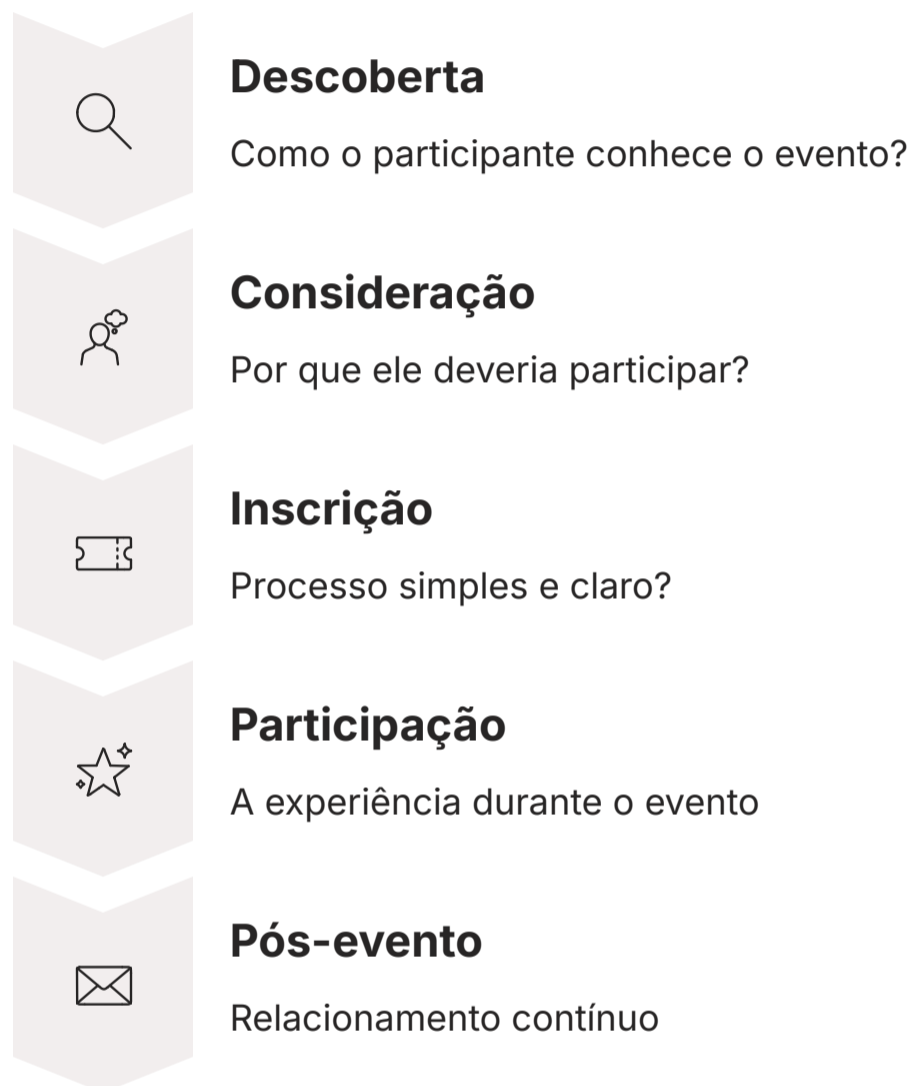 Descoberta
Como o participante conhece o evento?
Consideração
Por que ele deveria participar?
Inscrição
Processo simples e claro?
Participação
A experiência durante o evento
Pós-evento
Relacionamento contínuo